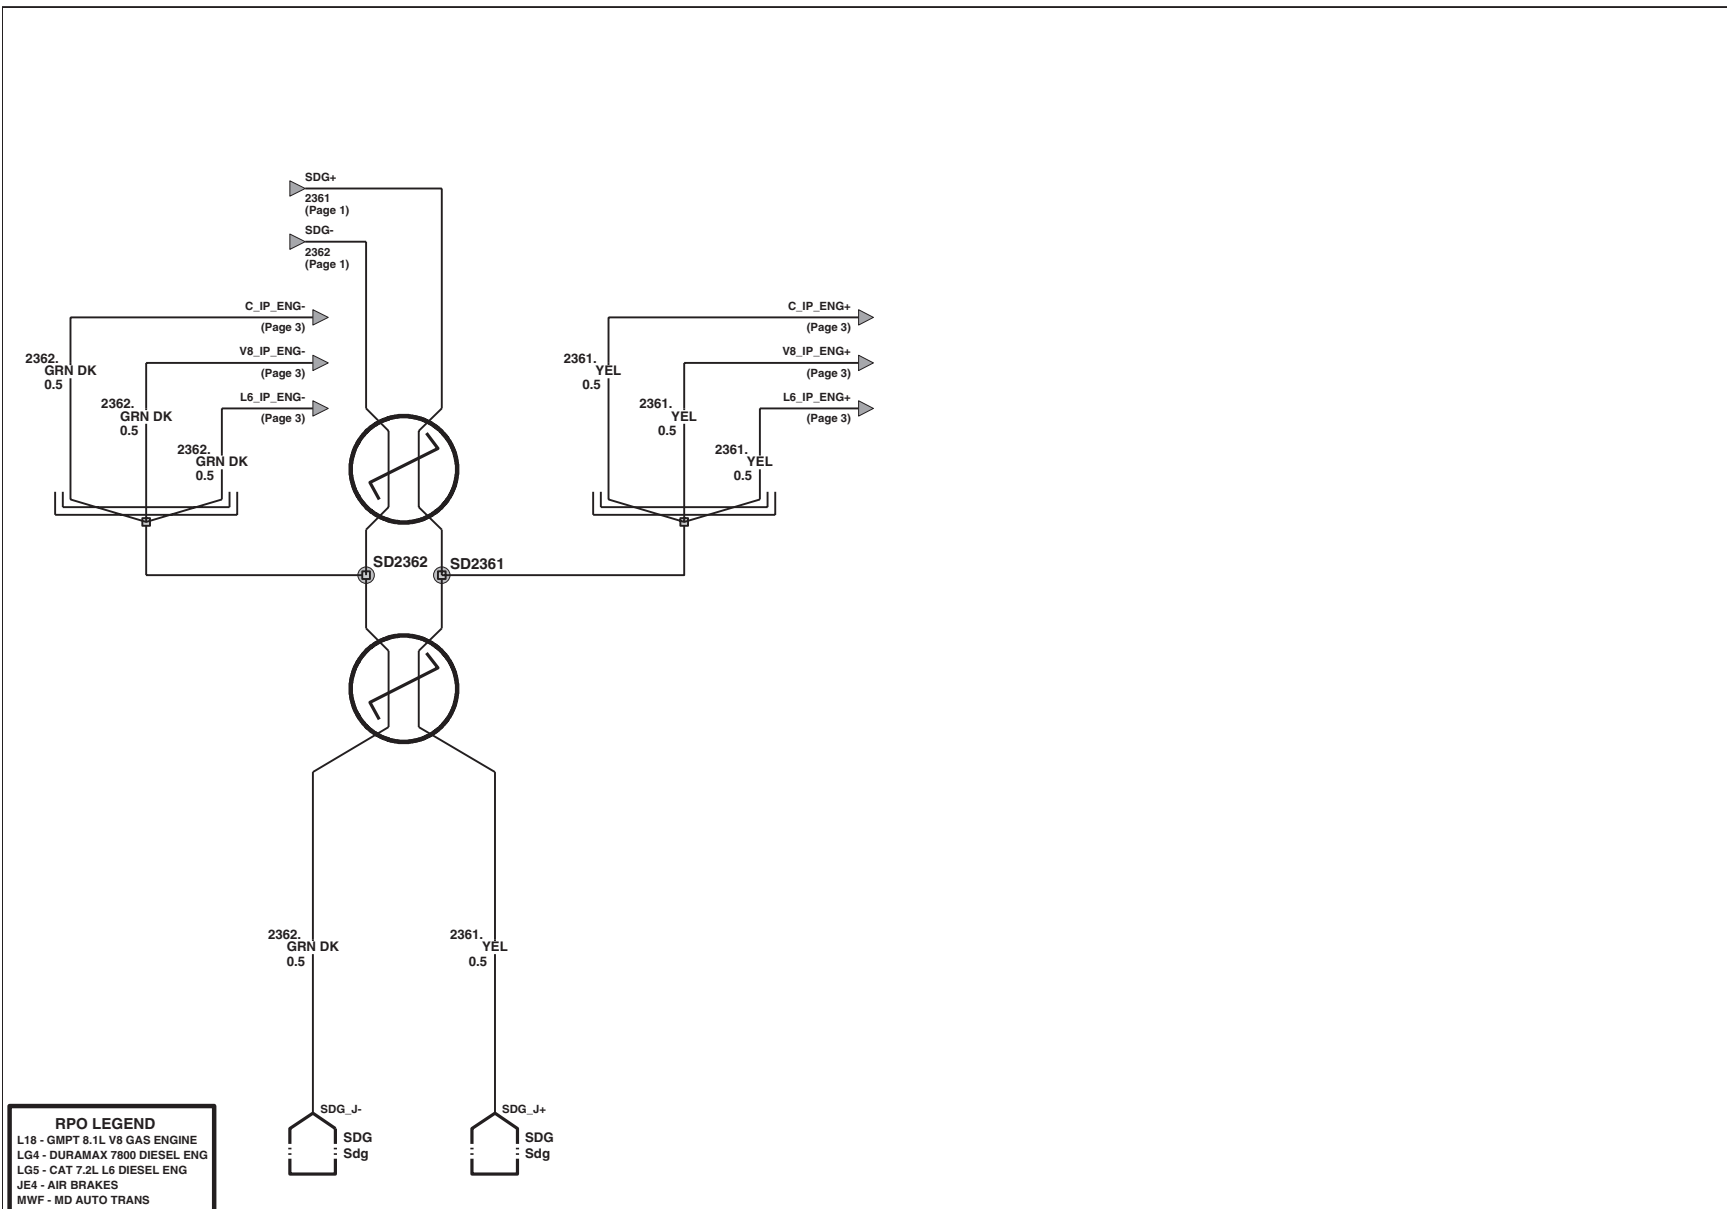 SDG+
2361
(Page 1)
SDG-
2362
(Page 1)
C_IP_ENG-
(Page 3)
V8_IP_ENG-
(Page 3)
L6_IP_ENG-
(Page 3)
2362.
GRN DK
0.5
2362.
GRN DK
0.5
2362.
GRN DK
0.5
C_IP_ENG+
(Page 3)
V8_IP_ENG+
(Page 3)
L6_IP_ENG+
(Page 3)
2361.
YEL
0.5
2361.
YEL
0.5
2361.
YEL
0.5
SD2362
SD2361
2362.
GRN DK
0.5
2361.
YEL
0.5
SDG_J-
SDG
Sdg
SDG_J+
SDG
Sdg
RPO LEGEND
L18 - GMPT 8.1L V8 GAS ENGINE
LG4 - DURAMAX 7800 DIESEL ENG
LG5 - CAT 7.2L L6 DIESEL ENG
JE4 - AIR BRAKES
MWF - MD AUTO TRANS